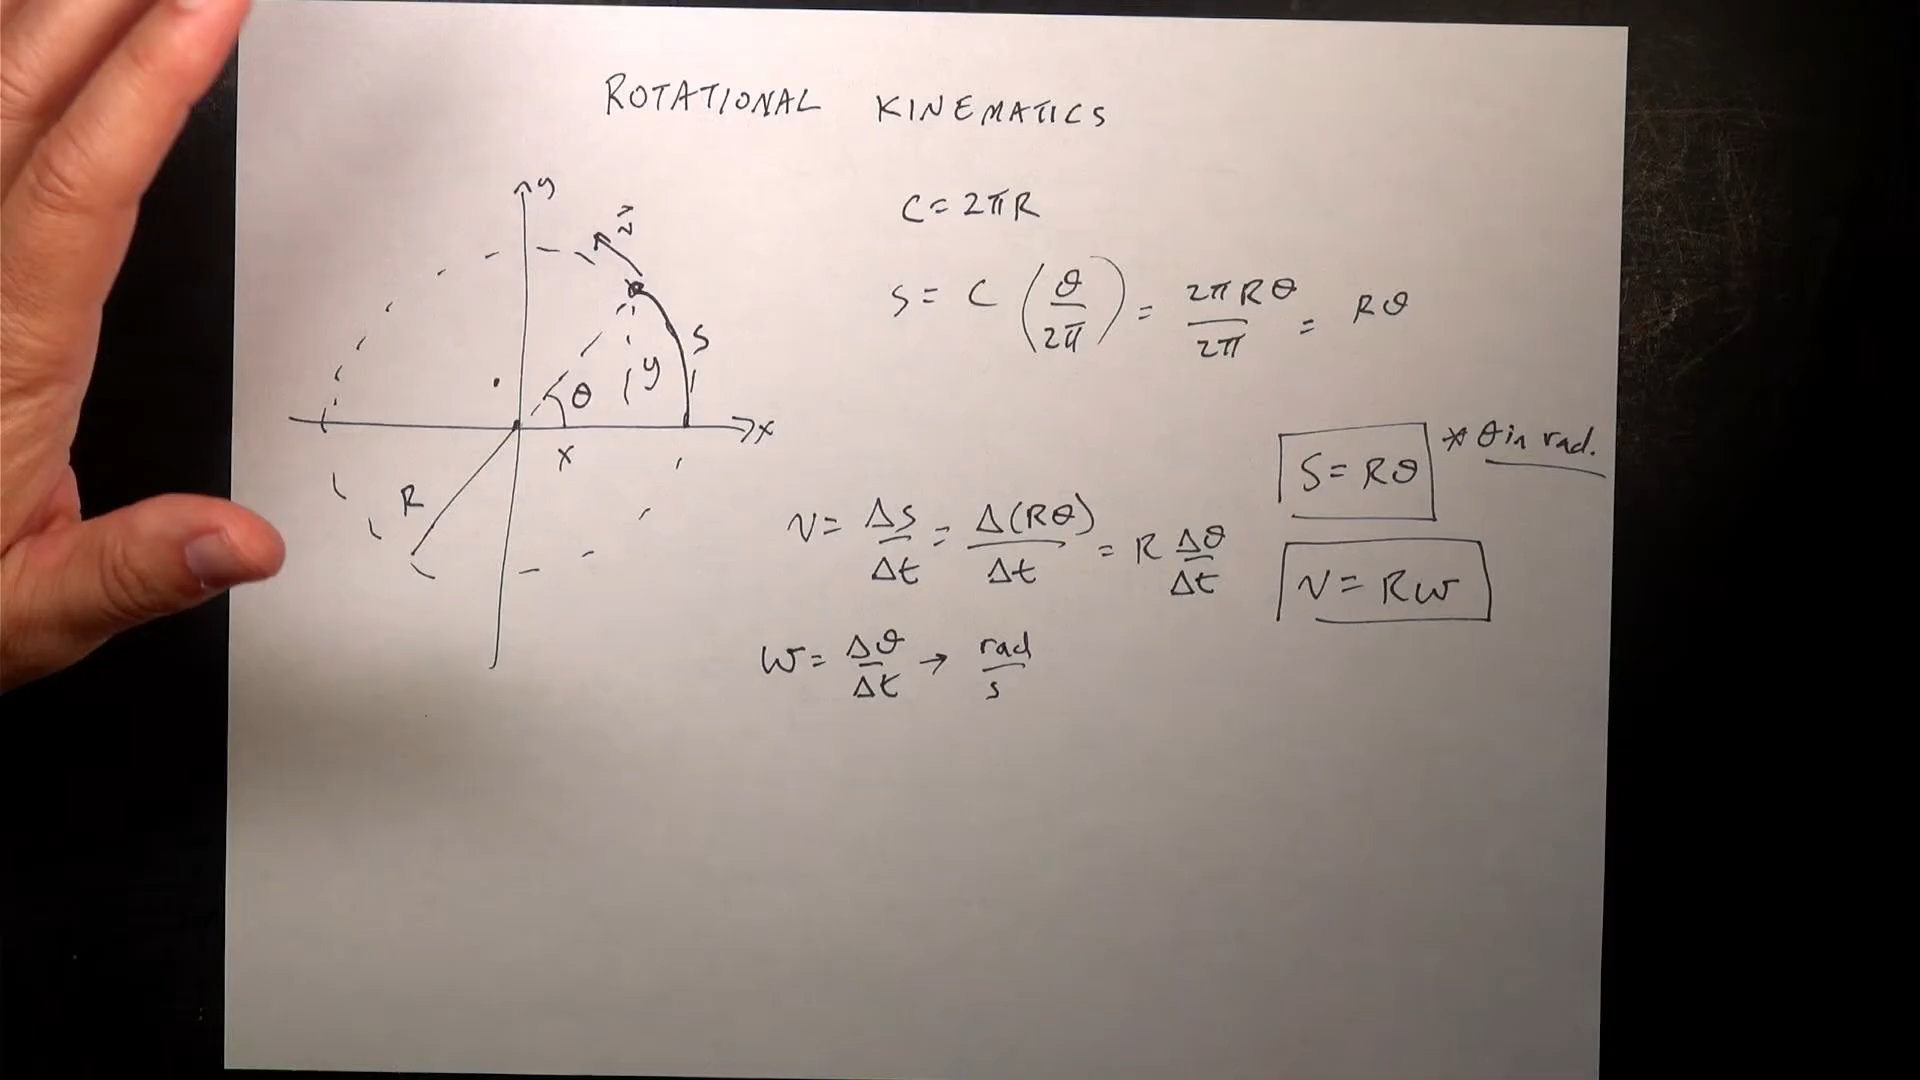 ROTATIONAL KINEMATICS
y
v⃗
S
y
θ
x
x
R
C = 2πR
S = C (θ/2π) = 2πRθ/2π = Rθ
S = Rθ * θ in rad.
v = Δs/Δt = Δ(Rθ)/Δt = R Δθ/Δt
v = Rω
ω = Δθ/Δt → rad/s